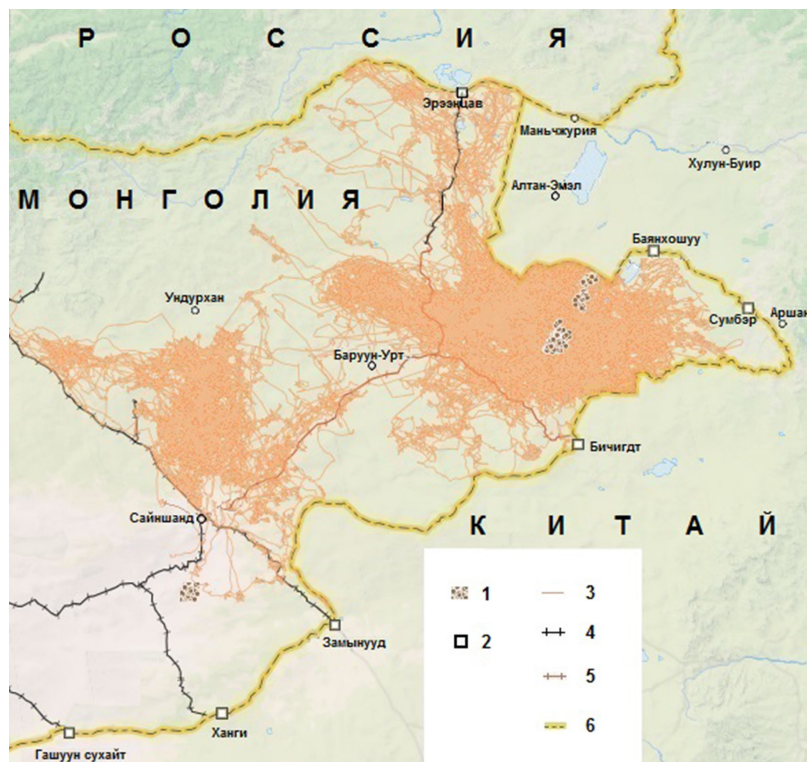 Р О С С И Я
Эрээнцав
Маньчжурия
Хулун-Буир
Алтан-Эмэл
М О Н Г О Л И Я
Баянхошуу
Ундурхан
Сумбэр
Аршан
Баруун-Урт
Бичигдт
Сайншанд
К И Т А Й
1
2
3
4
5
6
Замынууд
Ханги
Гашуун сухайт